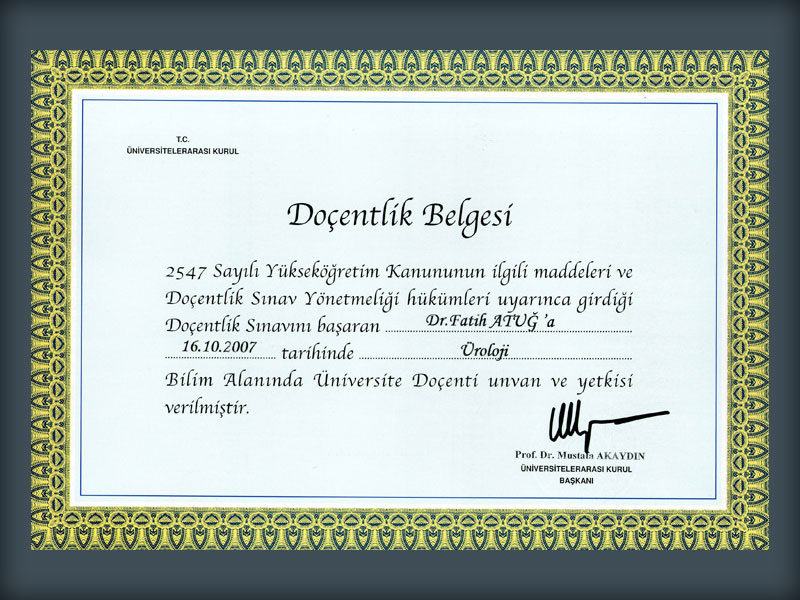 T.C.
ÜNİVERSİTELERARASI KURUL
Doçentlik Belgesi
2547 Sayılı Yükseköğretim Kanununun ilgili maddeleri ve
Doçentlik Sınav Yönetmeliği hükümleri uyarınca girdiği
Doçentlik Sınavını başaran Dr.Fatih ATUĞ 'a
16.10.2007 tarihinde Üroloji
Bilim Alanında Üniversite Doçenti unvan ve yetkisi
verilmiştir.
Prof. Dr. Mustafa AKAYDIN
ÜNİVERSİTELERARASI KURUL
BAŞKANI